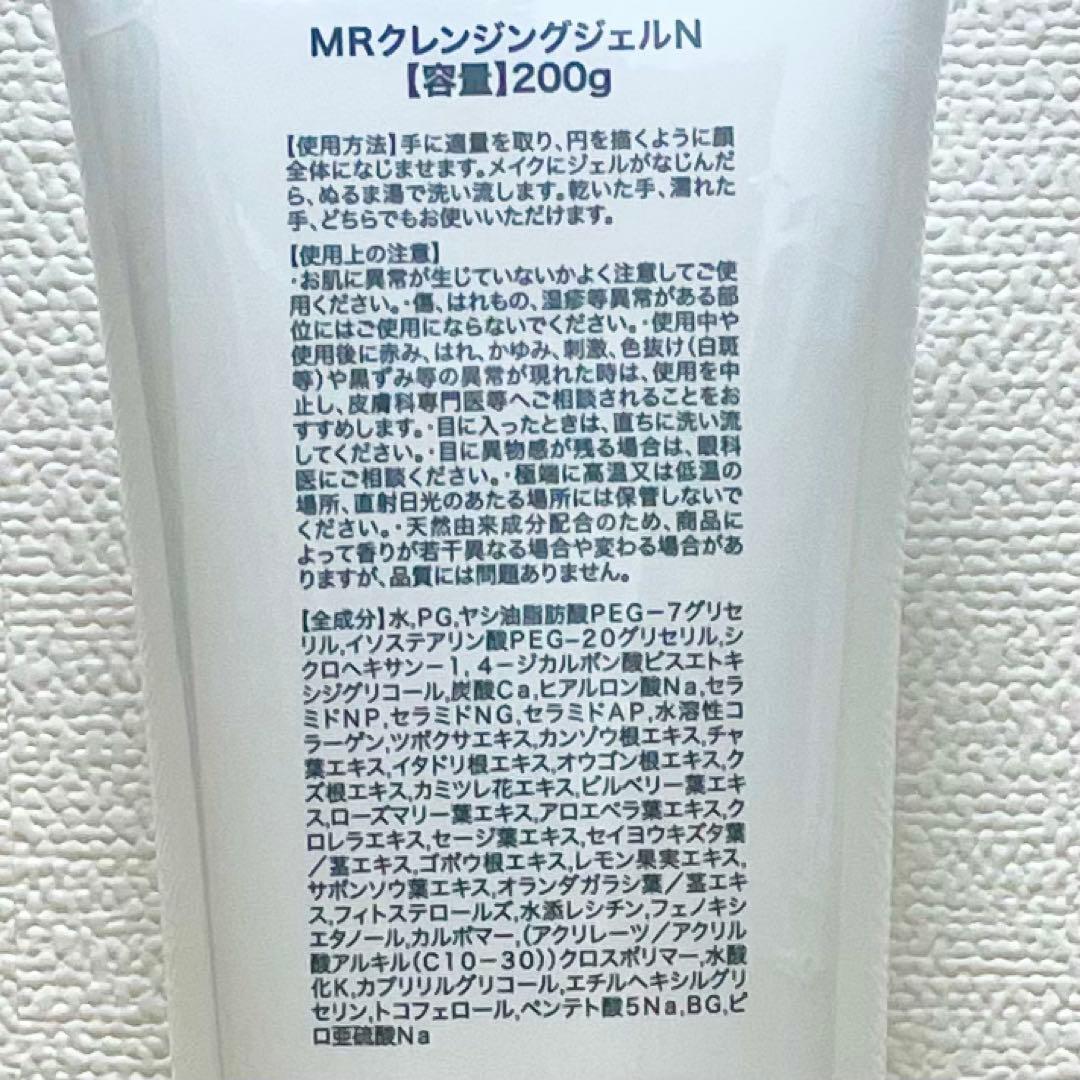 MRクレンジングジェルN
【容量】200g
【使用方法】手に適量を取り、円を描くように顔
全体になじませます。メイクにジェルがなじんだ
ら、ぬるま湯で洗い流します。乾いた手、濡れた
手、どちらでもお使いいただけます。
【使用上の注意】
・お肌に異常が生じていないかよく注意してご使
用ください。・傷、はれもの、湿疹等異常がある部
位にはご使用にならないでください。・使用中や
使用後に赤み、はれ、かゆみ、刺激、色抜け(白斑
等)や黒ずみ等の異常が現れた時は、使用を中
止し、皮膚科専門医等へご相談されることをお
すすめします。・目に入ったときは、直ちに洗い流
してください。・目に異物感が残る場合は、眼科
医にご相談ください。・極端に高温又は低温の
場所、直射日光のあたる場所には保管しないで
ください。・天然由来成分配合のため、商品に
よって香りが若干異なる場合や変わる場合があ
りますが、品質には問題ありません。
【全成分】水,PG,ヤシ油脂肪酸PEG-7グリセ
リル,イソステアリン酸PEG-20グリセリル,シ
クロヘキサン-1,4-ジカルボン酸ビスエトキ
シジグリコール,炭酸Ca,ヒアルロン酸Na,セラ
ミドNP,セラミドNG,セラミドAP,水溶性コ
ラーゲン,ツボクサエキス,カンゾウ根エキス,チャ
葉エキス,イタドリ根エキス,オウゴン根エキス,ク
ズ根エキス,カミツレ花エキス,ビルベリー葉エキ
ス,ローズマリー葉エキス,アロエベラ葉エキス,ク
ロレラエキス,セージ葉エキス,セイヨウキズタ葉
/茎エキス,ゴボウ根エキス,レモン果実エキス,
サボンソウ葉エキス,オランダガラシ葉/茎エキ
ス,フィトステロールズ,水添レシチン,フェノキシ
エタノール,カルボマー,(アクリレーツ/アクリル
酸アルキル(C10-30))クロスポリマー,水酸
化K,カプリリルグリコール,エチルヘキシルグリ
セリン,トコフェロール,ペンテト酸5Na,BG,ピ
ロ亜硫酸Na